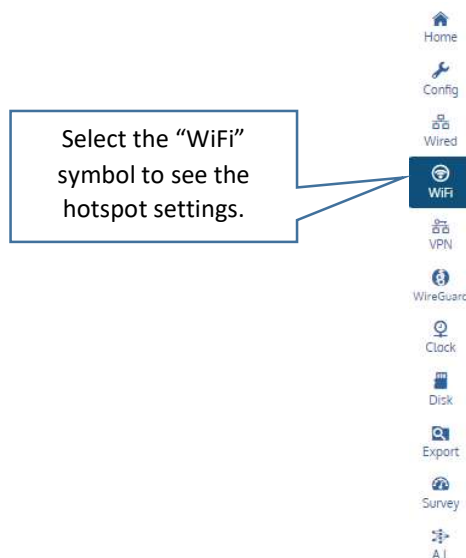 Home
Config
Wired
Select the “WiFi”
symbol to see the
hotspot settings.
WiFi
VPN
WireGuard
Clock
Disk
Export
Survey
A.I.